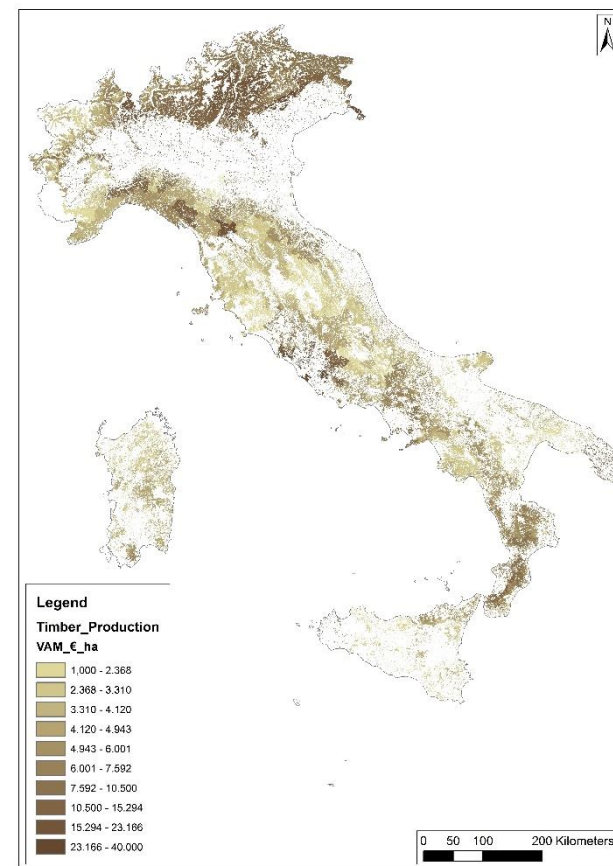 N
Legend
Timber_Production
VAM_€_ha
1,000 - 2.368
2.368 - 3.310
3.310 - 4.120
4.120 - 4.943
4.943 - 6.001
6.001 - 7.592
7.592 - 10.500
10.500 - 15.294
15.294 - 23.166
23.166 - 40.000
0 50 100 200 Kilometers